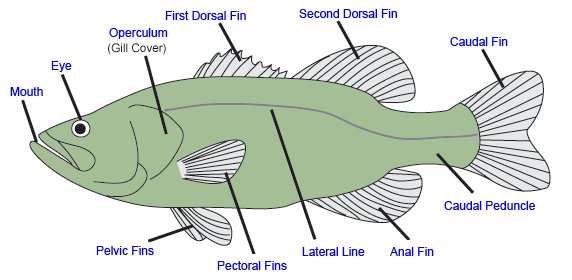 First Dorsal Fin
Second Dorsal Fin
Operculum
(Gill Cover)
Caudal Fin
Eye
Mouth
Caudal Peduncle
Pelvic Fins
Pectoral Fins
Lateral Line
Anal Fin